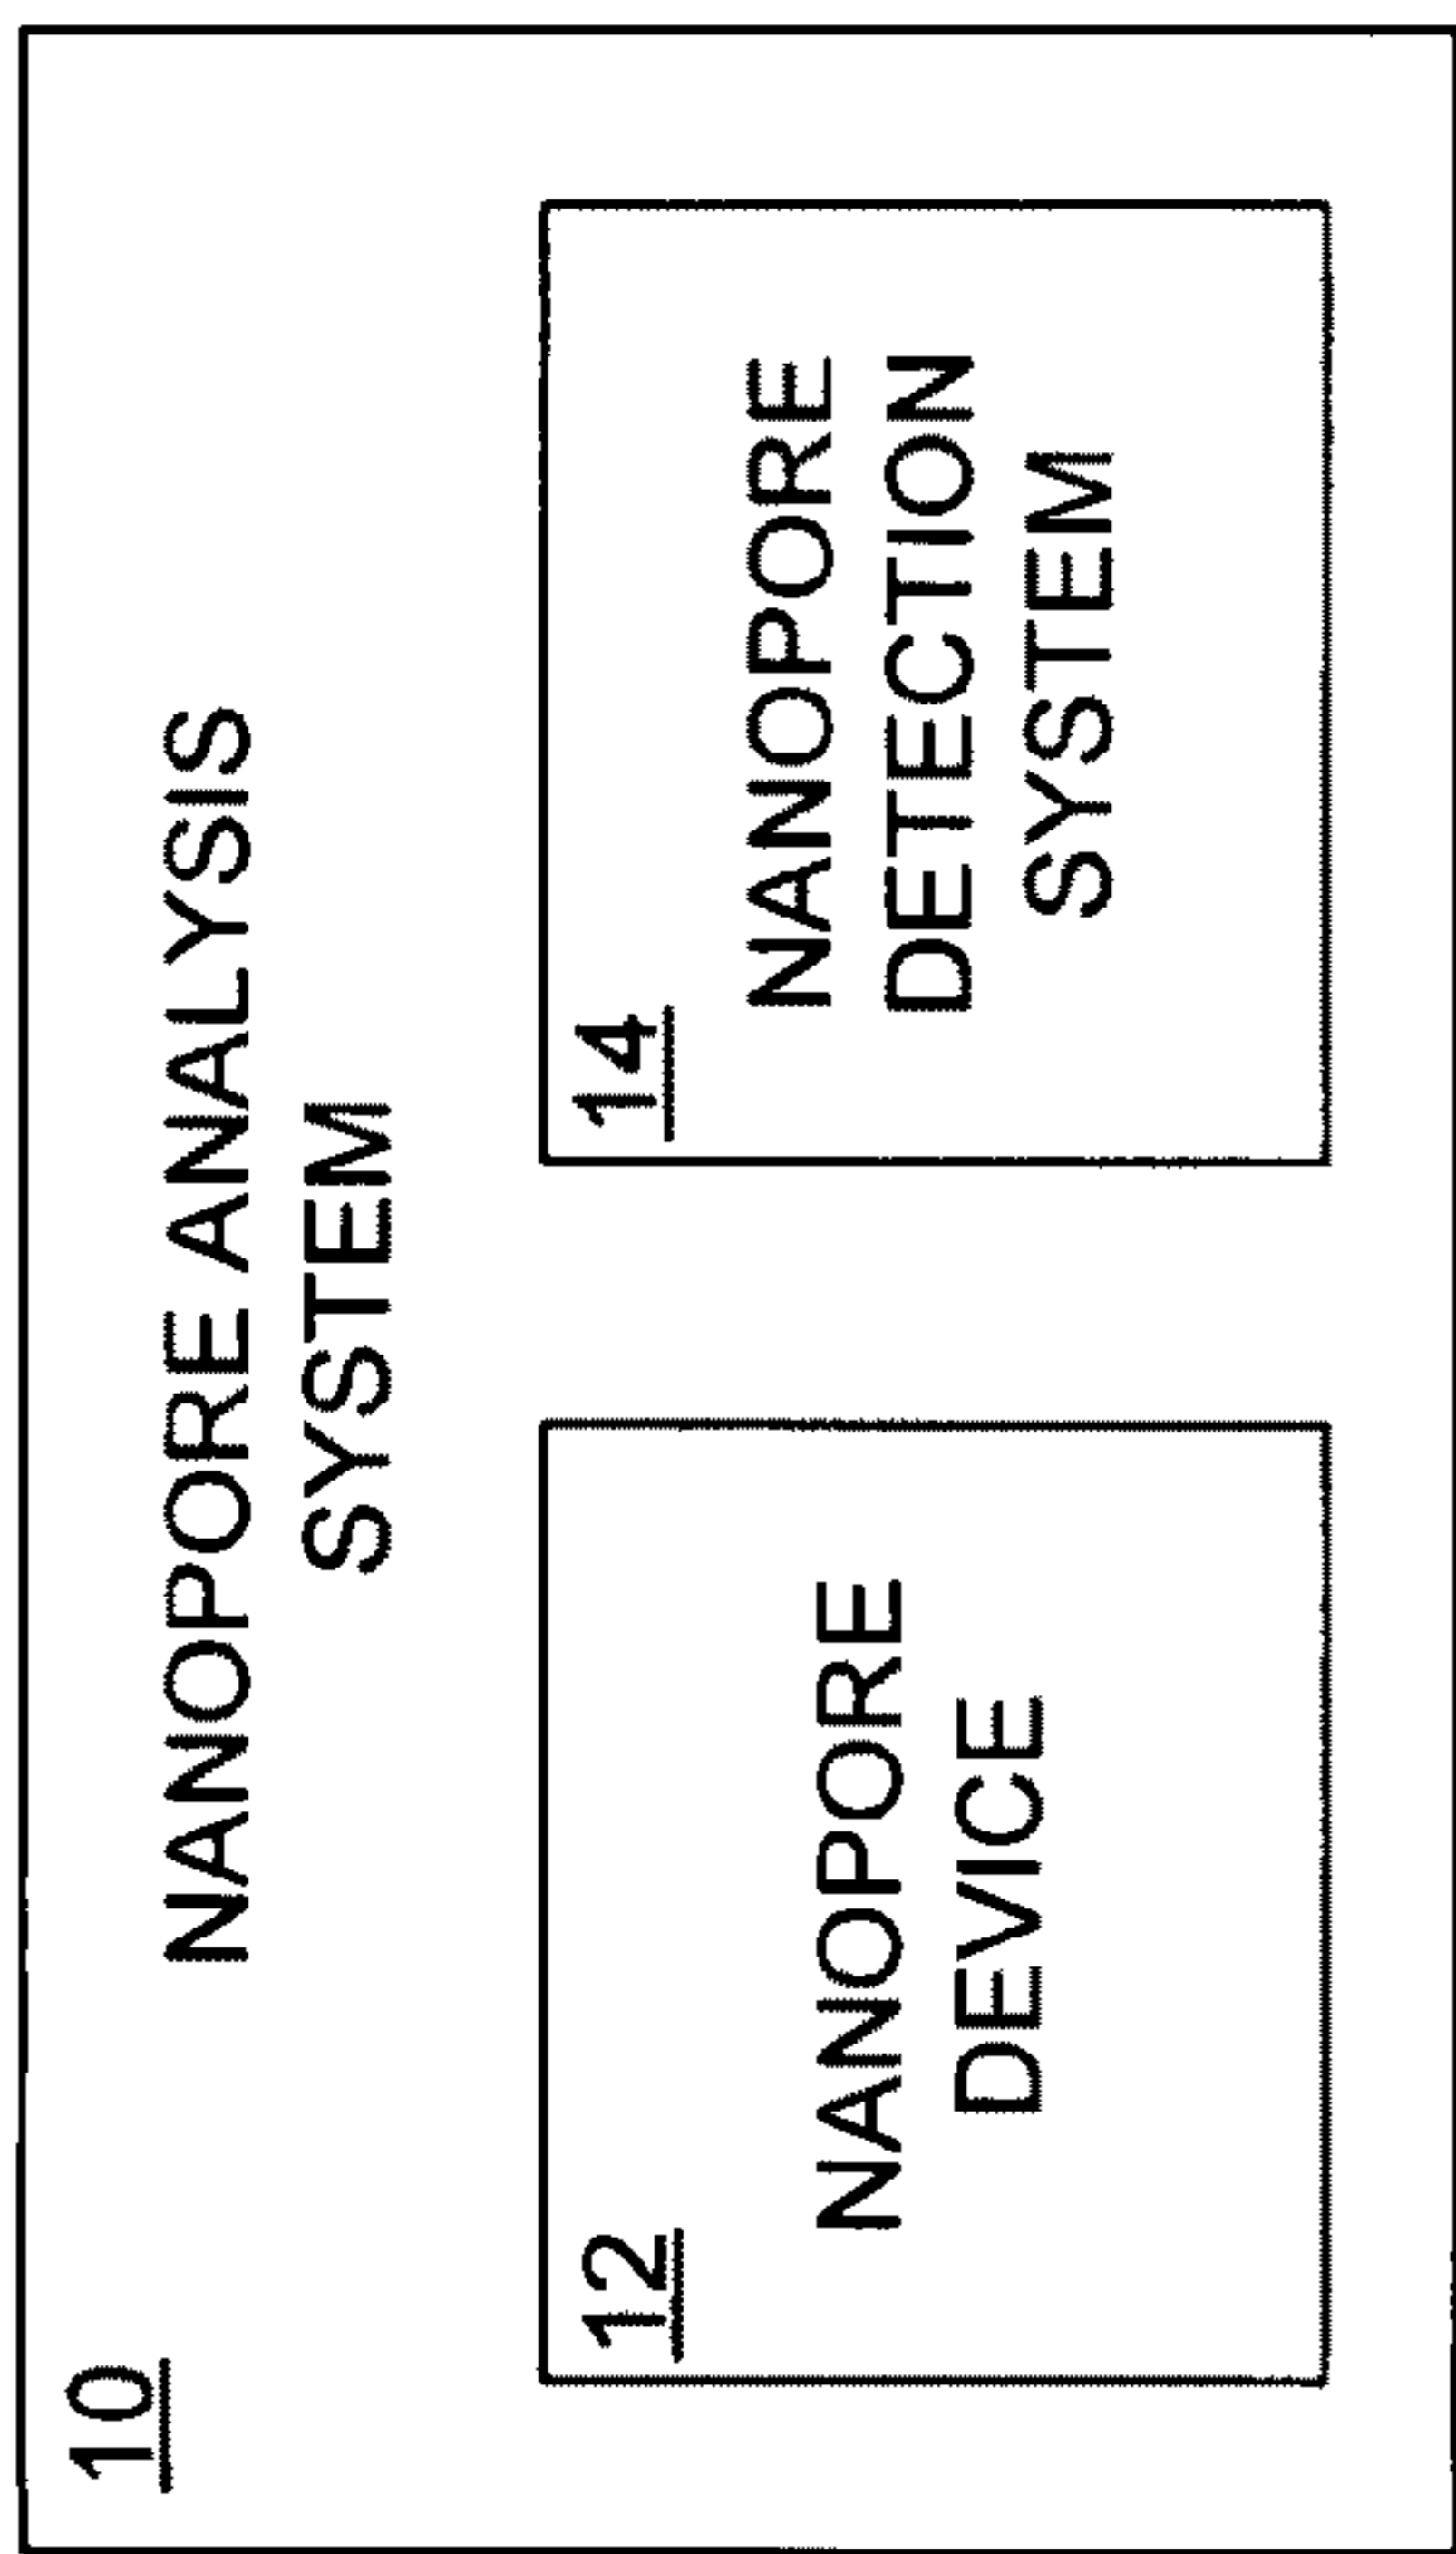 10
NANOPORE ANALYSIS
SYSTEM
12
NANOPORE
DEVICE
14
NANOPORE
DETECTION
SYSTEM